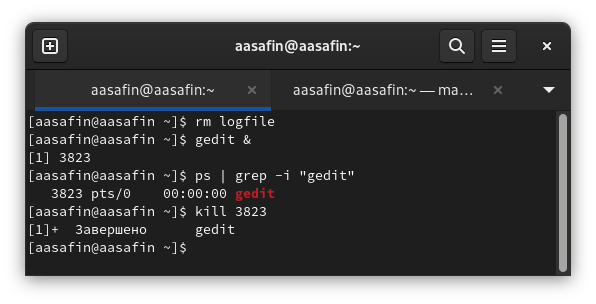 aasafin@aasafin:~
aasafin@aasafin:~
aasafin@aasafin:~ — ma…
[aasafin@aasafin ~]$ rm logfile
[aasafin@aasafin ~]$ gedit &
[1] 3823
[aasafin@aasafin ~]$ ps | grep -i "gedit"
   3823 pts/0    00:00:00 gedit
[aasafin@aasafin ~]$ kill 3823
[1]+  Завершено      gedit
[aasafin@aasafin ~]$